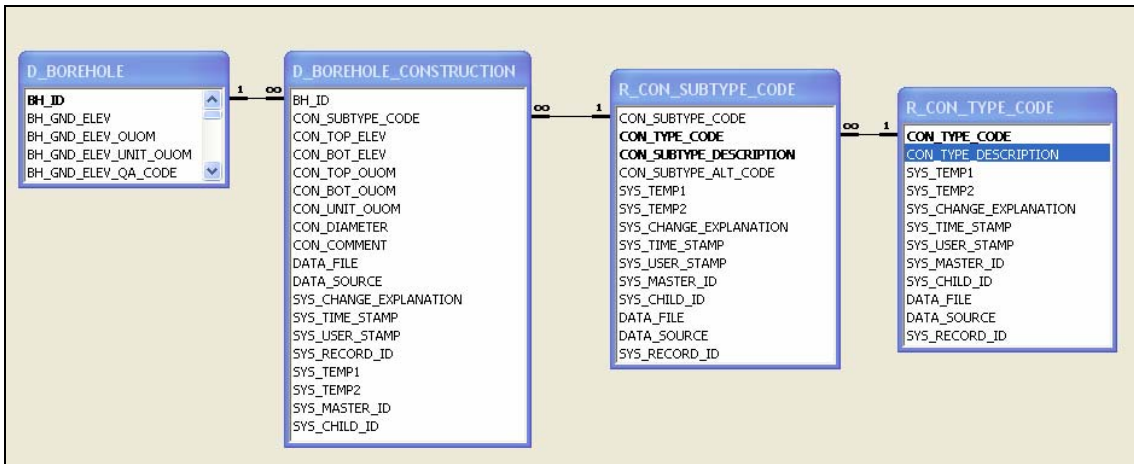 D_BOREHOLE
BH_ID
BH_GND_ELEV
BH_GND_ELEV_OUOM
BH_GND_ELEV_UNIT_OUOM
BH_GND_ELEV_QA_CODE
1 ∞
D_BOREHOLE_CONSTRUCTION
BH_ID
CON_SUBTYPE_CODE
CON_TOP_ELEV
CON_BOT_ELEV
CON_TOP_OUOM
CON_BOT_OUOM
CON_UNIT_OUOM
CON_DIAMETER
CON_COMMENT
DATA_FILE
DATA_SOURCE
SYS_CHANGE_EXPLANATION
SYS_TIME_STAMP
SYS_USER_STAMP
SYS_RECORD_ID
SYS_TEMP1
SYS_TEMP2
SYS_MASTER_ID
SYS_CHILD_ID
∞ 1
R_CON_SUBTYPE_CODE
CON_SUBTYPE_CODE
CON_TYPE_CODE
CON_SUBTYPE_DESCRIPTION
CON_SUBTYPE_ALT_CODE
SYS_TEMP1
SYS_TEMP2
SYS_CHANGE_EXPLANATION
SYS_TIME_STAMP
SYS_USER_STAMP
SYS_MASTER_ID
SYS_CHILD_ID
DATA_FILE
DATA_SOURCE
SYS_RECORD_ID
∞ 1
R_CON_TYPE_CODE
CON_TYPE_CODE
CON_TYPE_DESCRIPTION
SYS_TEMP1
SYS_TEMP2
SYS_CHANGE_EXPLANATION
SYS_TIME_STAMP
SYS_USER_STAMP
SYS_MASTER_ID
SYS_CHILD_ID
DATA_FILE
DATA_SOURCE
SYS_RECORD_ID